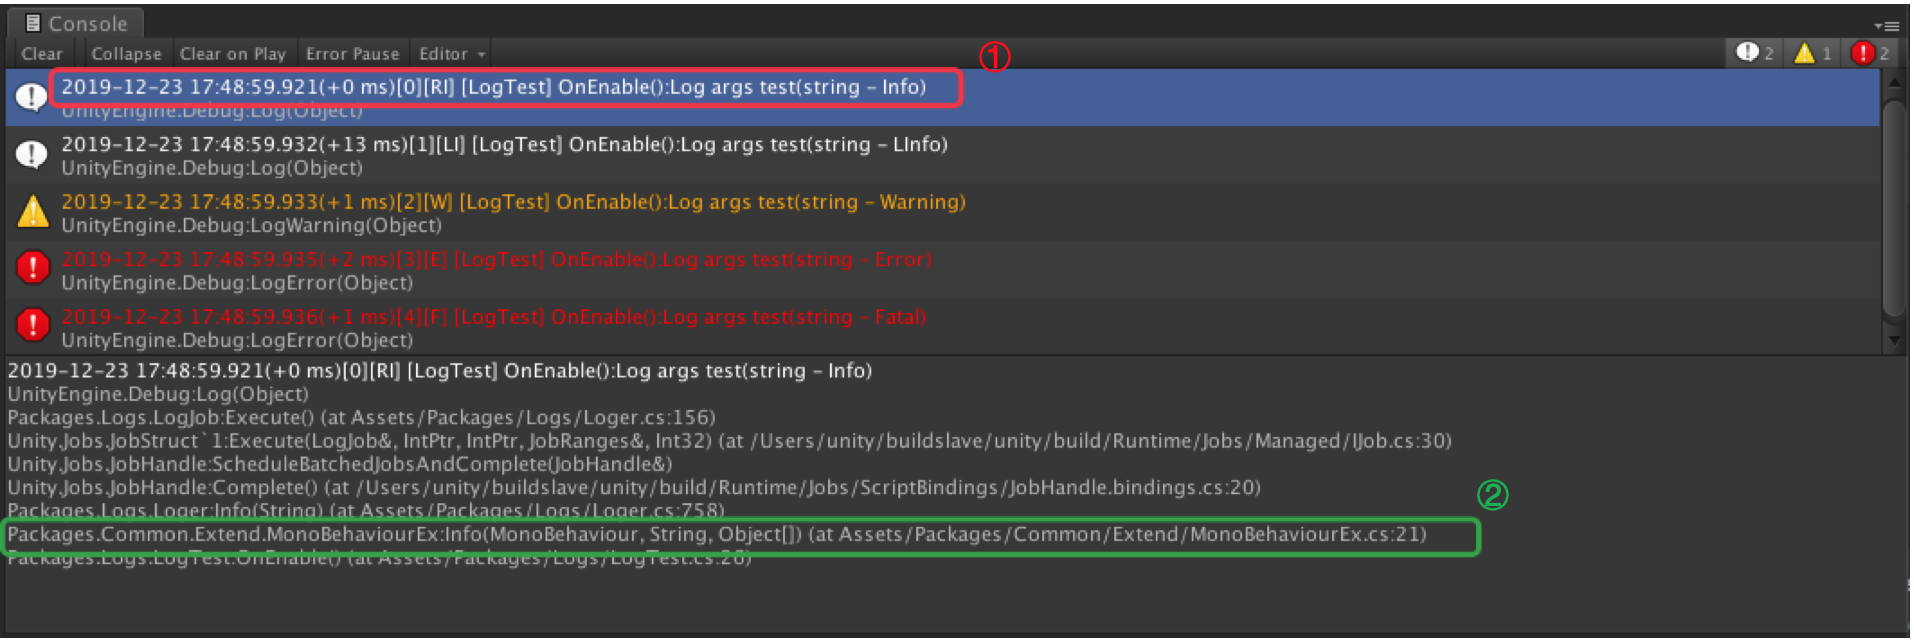 Console
Clear Collapse Clear on Play Error Pause Editor 2 1 2
①
2019-12-23 17:48:59.921(+0 ms)[0][RI] [LogTest] OnEnable():Log args test(string - Info)
UnityEngine.Debug:Log(Object)
2019-12-23 17:48:59.932(+13 ms)[1][LI] [LogTest] OnEnable():Log args test(string - LInfo)
UnityEngine.Debug:Log(Object)
2019-12-23 17:48:59.933(+1 ms)[2][W] [LogTest] OnEnable():Log args test(string - Warning)
UnityEngine.Debug:LogWarning(Object)
2019-12-23 17:48:59.935(+2 ms)[3][E] [LogTest] OnEnable():Log args test(string - Error)
UnityEngine.Debug:LogError(Object)
2019-12-23 17:48:59.936(+1 ms)[4][F] [LogTest] OnEnable():Log args test(string - Fatal)
UnityEngine.Debug:LogError(Object)
2019-12-23 17:48:59.921(+0 ms)[0][RI] [LogTest] OnEnable():Log args test(string - Info)
UnityEngine.Debug:Log(Object)
Packages.Logs.LogJob:Execute() (at Assets/Packages/Logs/Loger.cs:156)
Unity.Jobs.JobStruct`1:Execute(LogJob&, IntPtr, IntPtr, JobRanges&, Int32) (at /Users/unity/buildslave/unity/build/Runtime/Jobs/Managed/IJob.cs:30)
Unity.Jobs.JobHandle:ScheduleBatchedJobsAndComplete(JobHandle&)
Unity.Jobs.JobHandle:Complete() (at /Users/unity/buildslave/unity/build/Runtime/Jobs/ScriptBindings/JobHandle.bindings.cs:20)
②
Packages.Logs.Loger:Info(String) (at Assets/Packages/Logs/Loger.cs:758)
Packages.Common.Extend.MonoBehaviourEx:Info(MonoBehaviour, String, Object[]) (at Assets/Packages/Common/Extend/MonoBehaviourEx.cs:21)
Packages.Logs.LogTest:OnEnable() (at Assets/Packages/Logs/LogTest.cs:26)